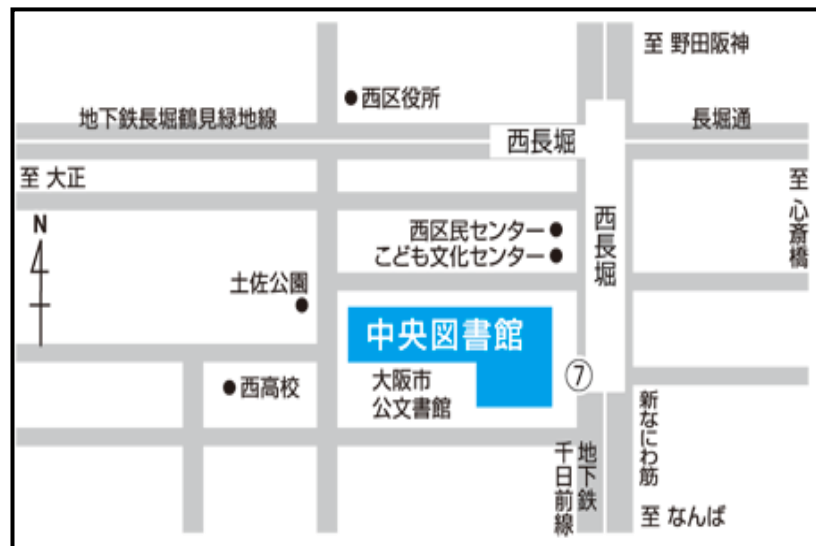 至 野田阪神
西区役所
地下鉄長堀鶴見緑地線
長堀通
西長堀
至 大正
至 心斎橋
N
西区民センター
こども文化センター
西長堀
土佐公園
中央図書館
大阪市
公文書館
⑦
西高校
新なにわ筋
地下鉄
千日前線
至 なんば